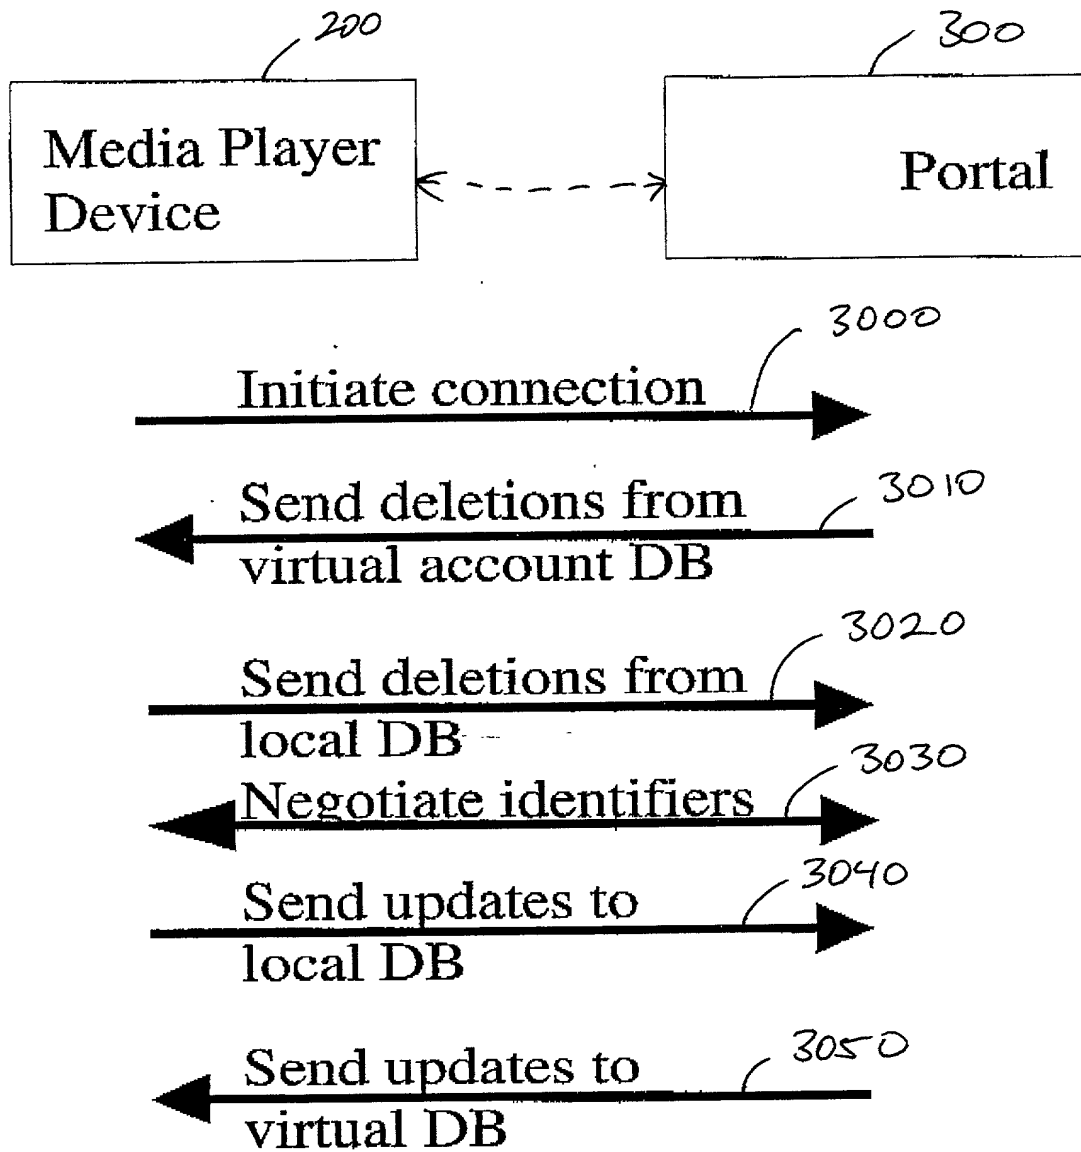 200
300
Media Player
Device
Portal
3000
Initiate connection
3010
Send deletions from
virtual account DB
3020
Send deletions from
local DB
3030
Negotiate identifiers
3040
Send updates to
local DB
3050
Send updates to
virtual DB